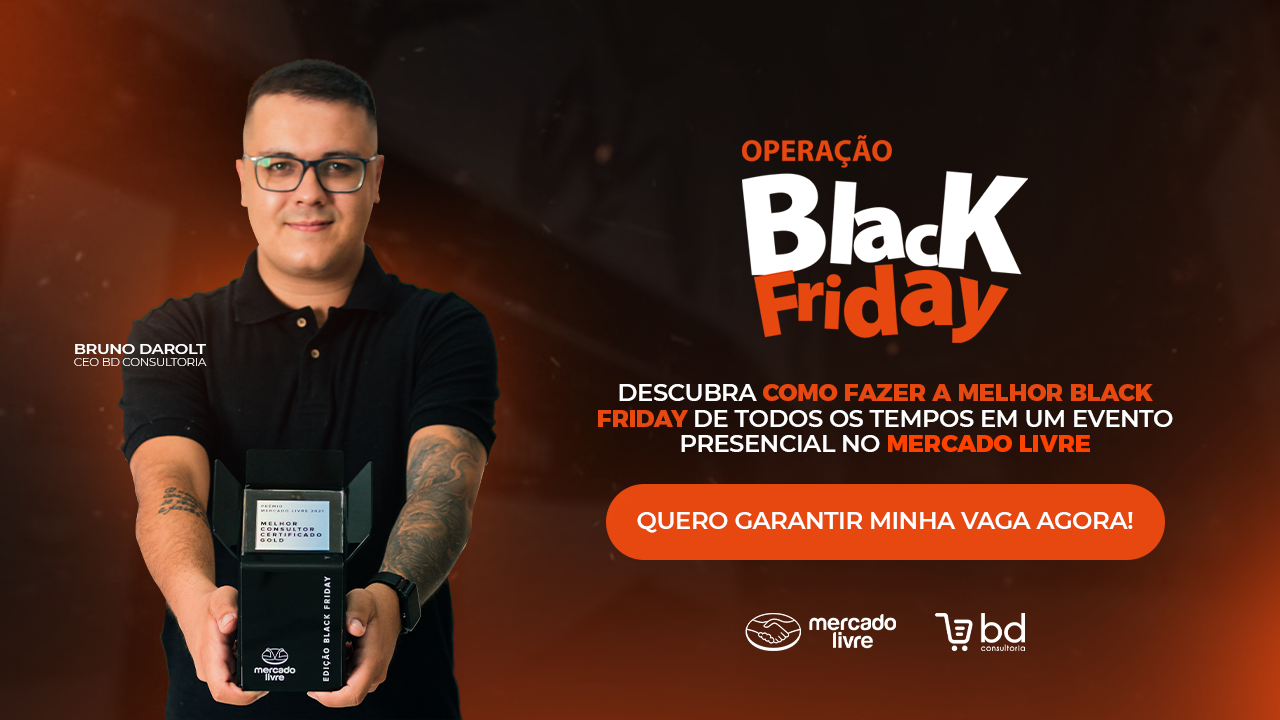 OPERAÇÃO
Black
Friday
BRUNO DAROLT
CEO BD CONSULTORIA
DESCUBRA COMO FAZER A MELHOR BLACK
FRIDAY DE TODOS OS TEMPOS EM UM EVENTO
PRESENCIAL NO MERCADO LIVRE
QUERO GARANTIR MINHA VAGA AGORA!
PRÊMIO
MERCADO LIVRE 2021
MELHOR
CONSULTOR
CERTIFICADO
GOLD
EDIÇÃO BLACK FRIDAY
mercado
livre
mercado
livre
bd
consultoria